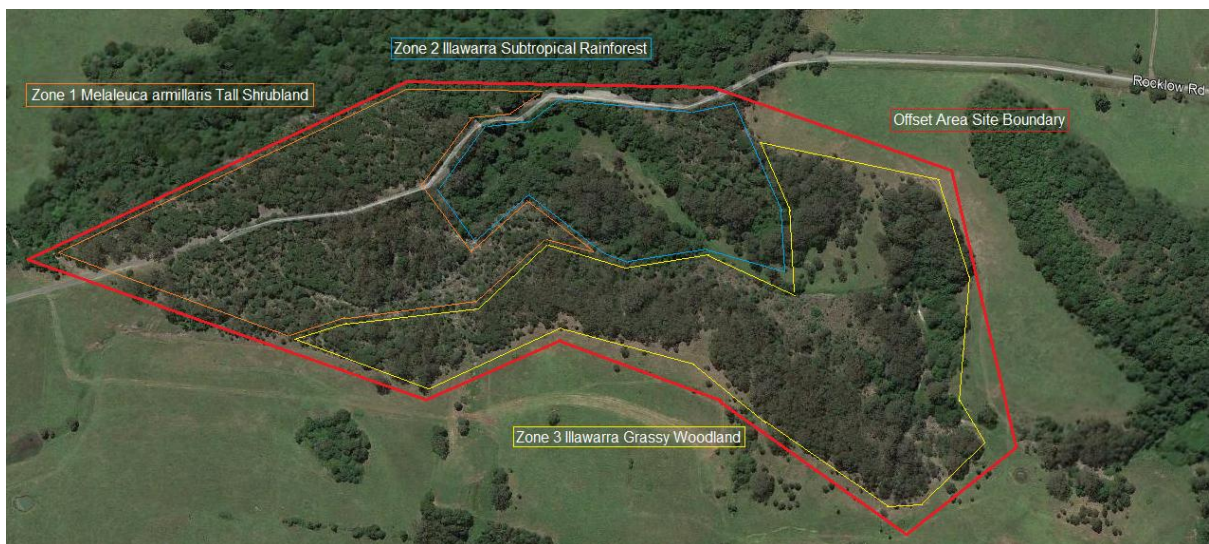 Zone 2 Illawarra Subtropical Rainforest
Zone 1 Melaleuca armillaris Tall Shrubland
Rocklow Rd
Offset Area Site Boundary
Zone 3 Illawarra Grassy Woodland